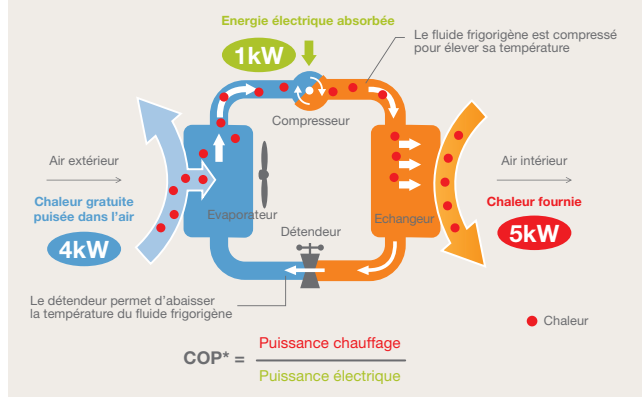 Energie électrique absorbée
1kW
Le fluide frigorigène est compressé
pour élever sa température
Compresseur
Air extérieur
Chaleur gratuite
puisée dans l'air
4kW
Evaporateur
Détendeur
Echangeur
Air intérieur
Chaleur fournie
5kW
Le détendeur permet d'abaisser
la température du fluide frigorigène
Chaleur
COP* =
Puissance chauffage
Puissance électrique